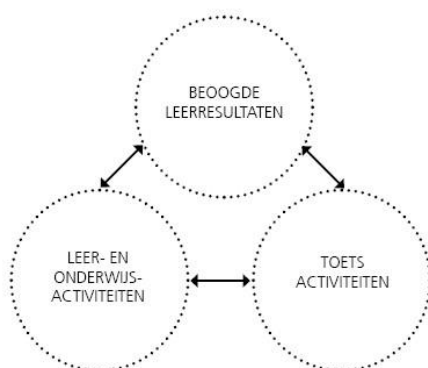 BEOOGDE
LEERRESULTATEN
LEER- EN
ONDERWIJS-
ACTIVITEITEN
TOETS
ACTIVITEITEN